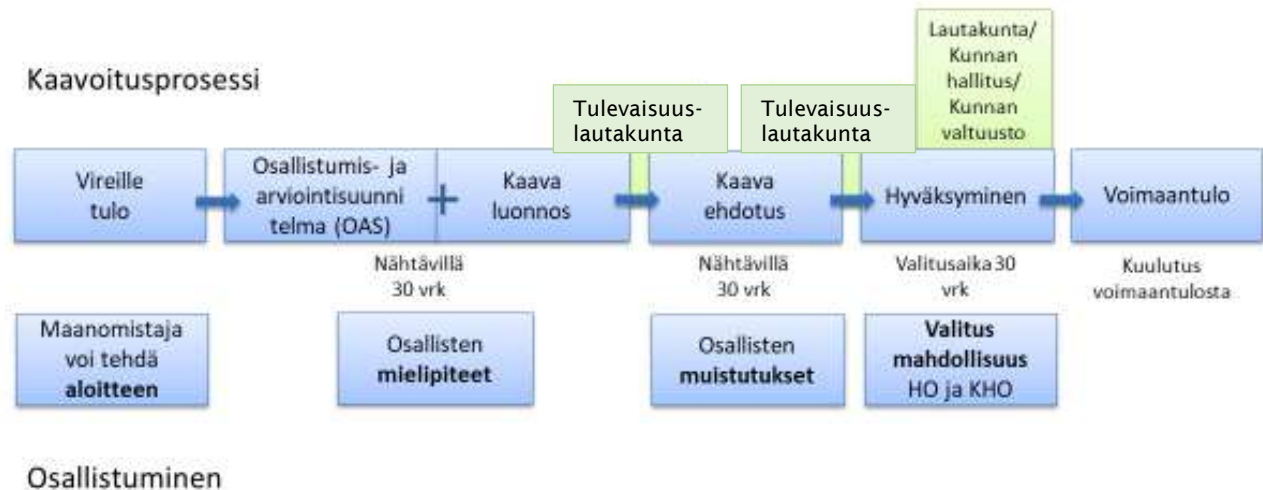 Kaavoitusprosessi
Lautakunta/
Kunnan
hallitus/
Kunnan
valtuusto
Tulevaisuus-
lautakunta
Tulevaisuus-
lautakunta
Vireille
tulo
Osallistumis- ja
arviointisuunni
telma (OAS)
+
Kaava
luonnos
Kaava
ehdotus
Hyväksyminen
Voimaantulo
Nähtävillä
30 vrk
Nähtävillä
30 vrk
Valitusaika 30
vrk
Kuulutus
voimaantulosta
Maanomistaja
voi tehdä
aloitteen
Osallisten
mielipiteet
Osallisten
muistutukset
Valitus
mahdollisuus
HO ja KHO
Osallistuminen